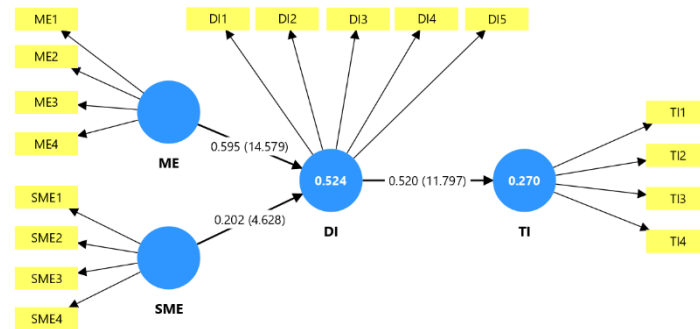 ME1
ME2
ME3
ME4
ME
SME1
SME2
SME3
SME4
SME
0.595 (14.579)
0.202 (4.628)
DI1
DI2
DI3
DI4
DI5
0.524
DI
0.520 (11.797)
0.270
TI
TI1
TI2
TI3
TI4